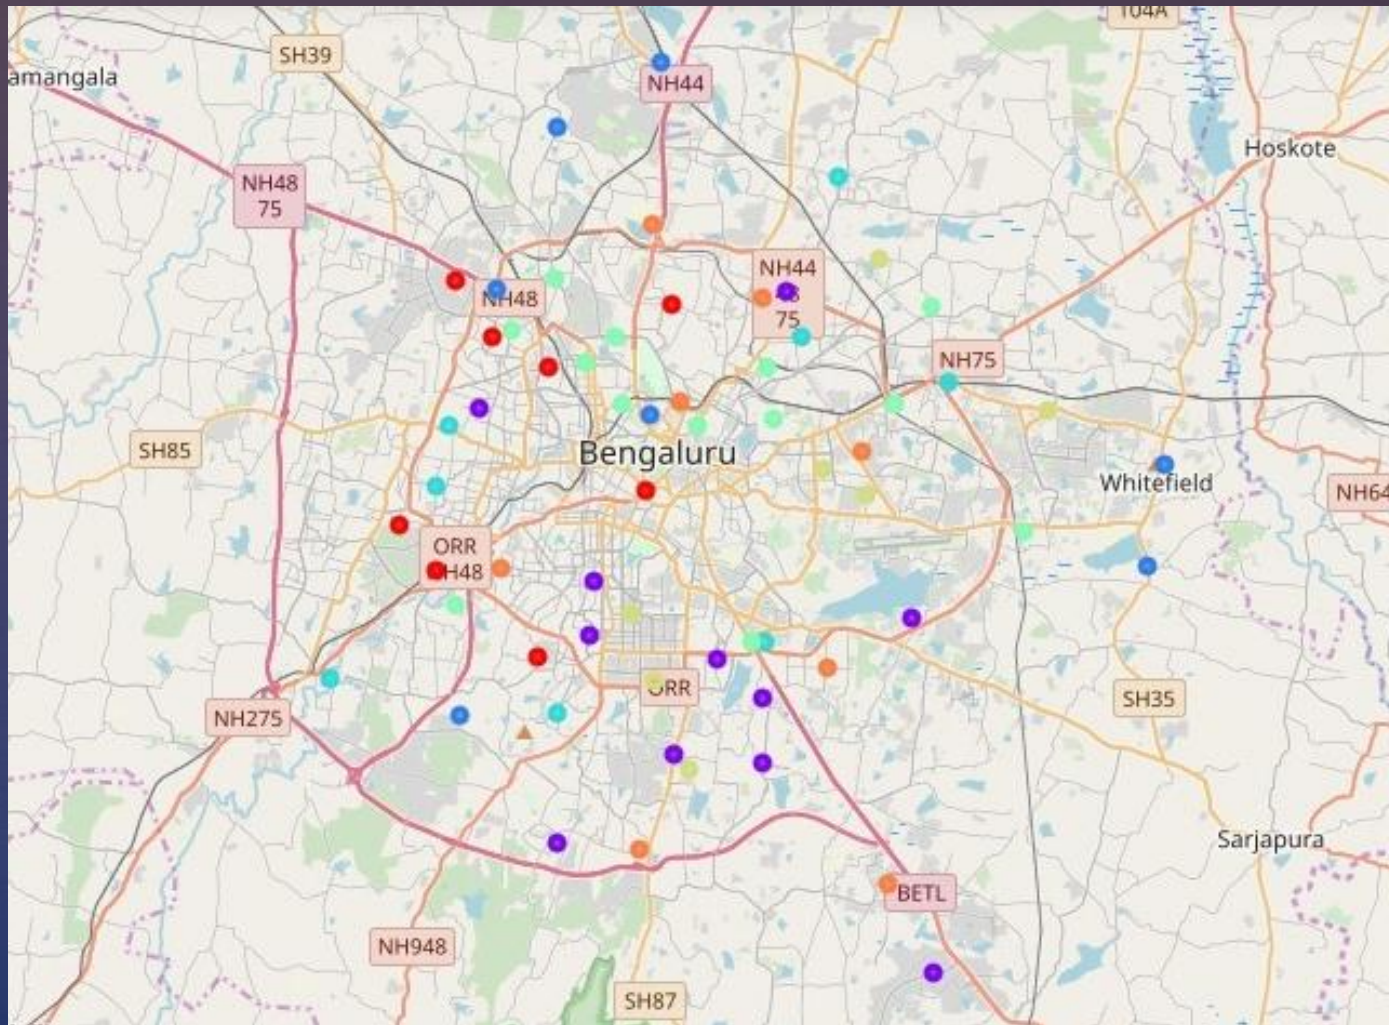 104A
SH39
amangala
NH44
Hoskote
NH48
75
NH44
75
NH48
NH75
Bengaluru
SH85
Whitefield
NH64
ORR
H48
ORR
SH35
NH275
Sarjapura
BETL
NH948
SH87